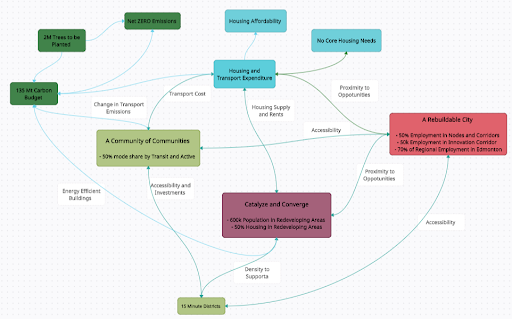 Net ZERO Emissions
Housing Affordability
2M Trees to be
Planted
No Core Housing Needs
Housing and
Transport Expenditure
135 Mt Carbon
Budget
Transport Cost
Proximity to
Oppotunities
Change in Transport
Emissions
Housing Supply
and Rents
A Rebuildable City
- 50% Employment in Nodes and Corridors
- 50k Employment in Innovation Corridor
- 70% of Regional Employment in Edmonton
Accessibility
A Community of Communities
- 50% mode share by Transit and Active
Proximity to
Oppotunities
Energy Efficient
Buildings
Accessibility and
Investments
Catalyze and Converge
- 600k Population in Redeveloping Areas
- 50% Housing in Redeveloping Areas
Accessibility
Density to
Supporta
15 Minute Districts